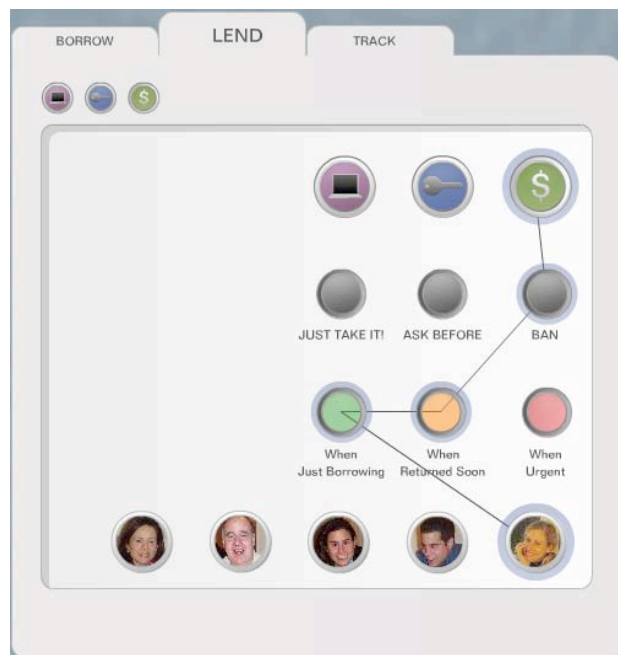 BORROW
LEND
TRACK
$
$
JUST TAKE IT!
ASK BEFORE
BAN
When
Just Borrowing
When
Returned Soon
When
Urgent